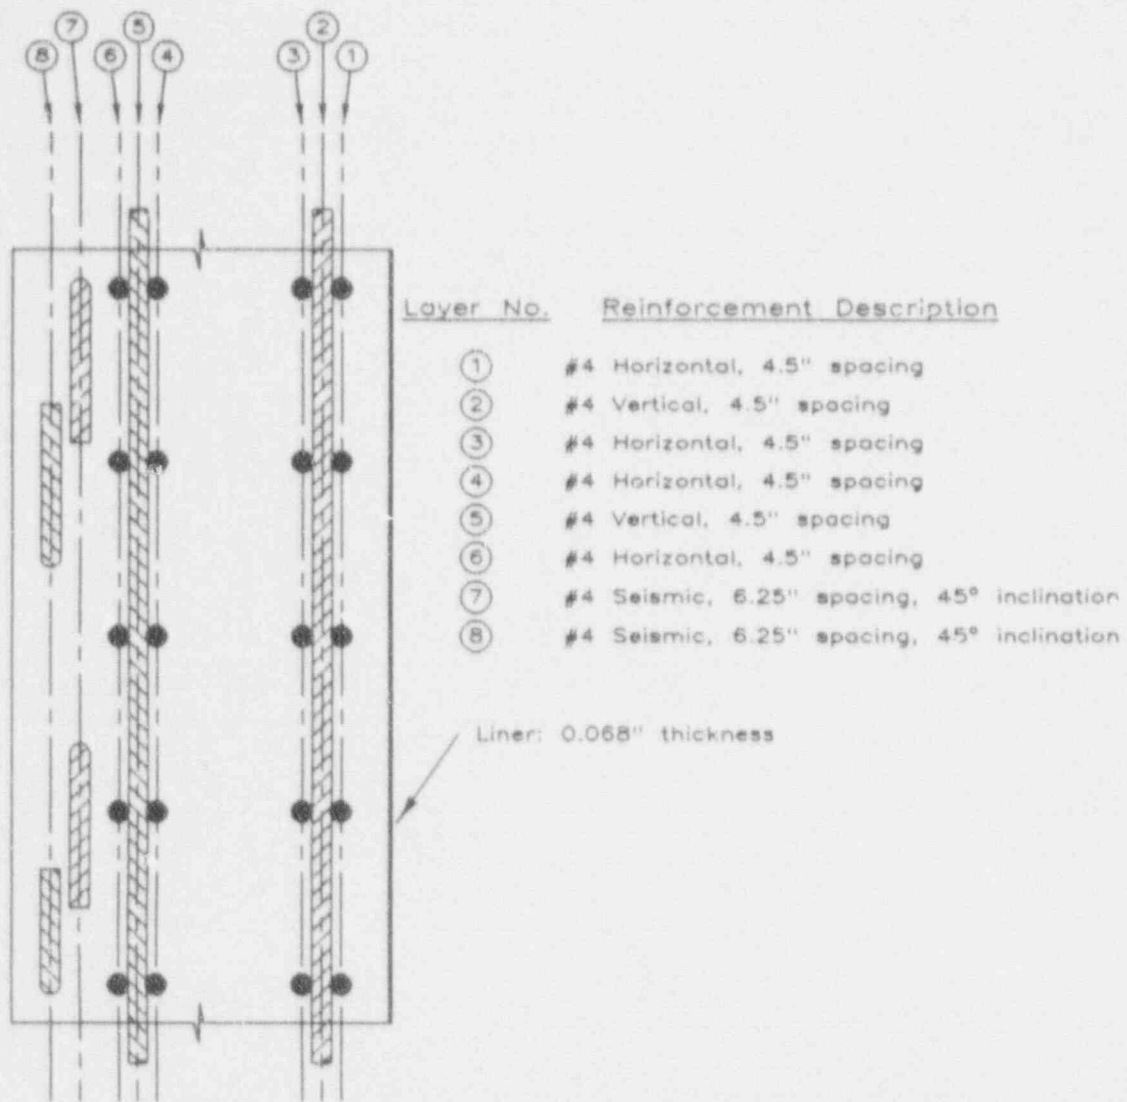 7 5 2
8 6 4 3 1
Layer No. Reinforcement Description
1 #4 Horizontal, 4.5" spacing
2 #4 Vertical, 4.5" spacing
3 #4 Horizontal, 4.5" spacing
4 #4 Horizontal, 4.5" spacing
5 #4 Vertical, 4.5" spacing
6 #4 Horizontal, 4.5" spacing
7 #4 Seismic, 6.25" spacing, 45° inclination
8 #4 Seismic, 6.25" spacing, 45° inclination
Liner: 0.068" thickness